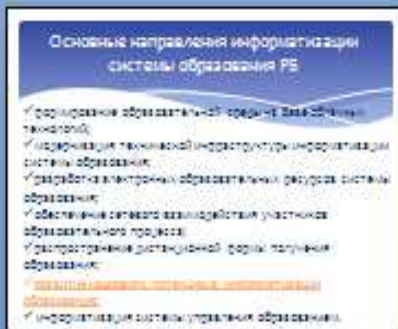 Основные направления информатизации
системы образования РБ
✓формирование образовательной среды на базе облачных
технологий;
✓модернизация технической инфраструктуры информатизации
системы образования;
✓разработка электронных образовательных ресурсов системы
образования;
✓обеспечение сетевого взаимодействия участников
образовательного процесса;
✓распространение дистанционной формы получения
образования;
образования;
✓информатизация системы управления образованием.